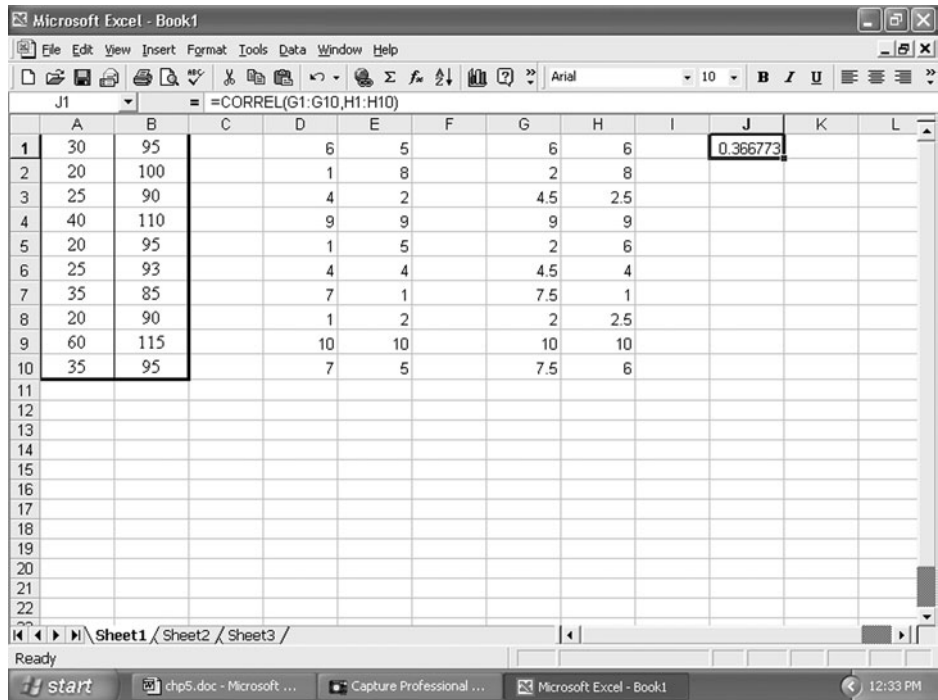 Microsoft Excel - Book1
File Edit View Insert Format Tools Data Window Help
Arial 10 B I U
J1 = =CORREL(G1:G10,H1:H10)
A B C D E F G H I J K L
1 30 95 6 5 6 6 0.366773
2 20 100 1 8 2 8
3 25 90 4 2 4.5 2.5
4 40 110 9 9 9 9
5 20 95 1 5 2 6
6 25 93 4 4 4.5 4
7 35 85 7 1 7.5 1
8 20 90 1 2 2 2.5
9 60 115 10 10 10 10
10 35 95 7 5 7.5 6
11
12
13
14
15
16
17
18
19
20
21
22
Sheet1 Sheet2 Sheet3
Ready
start chp5.doc - Microsoft ... Capture Professional ... Microsoft Excel - Book1 12:33 PM